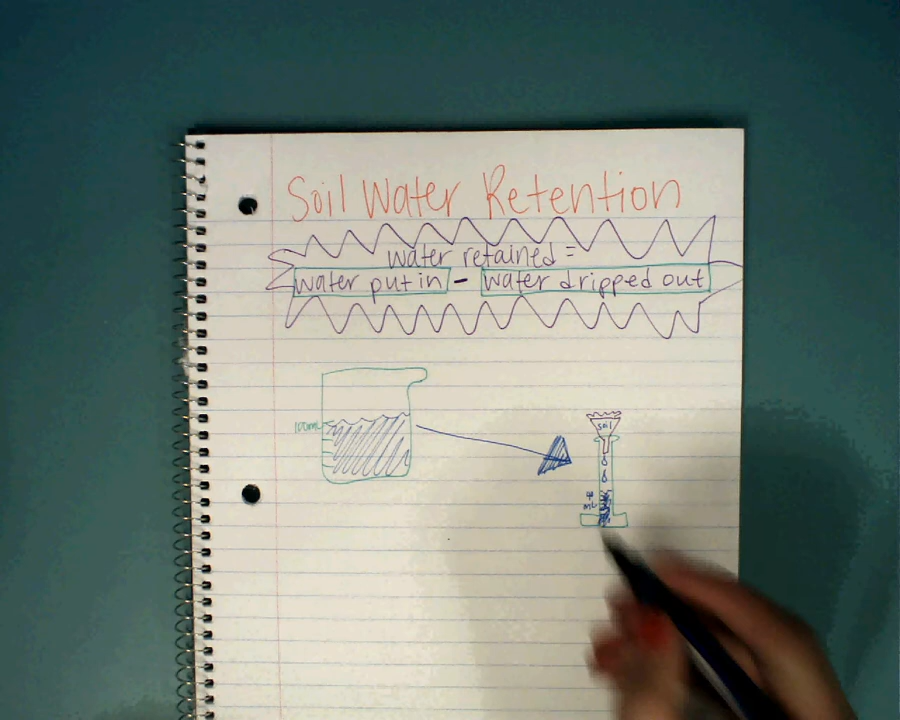 Soil Water Retention
water retained =
water put in - water dripped out
100mL
soil
mL